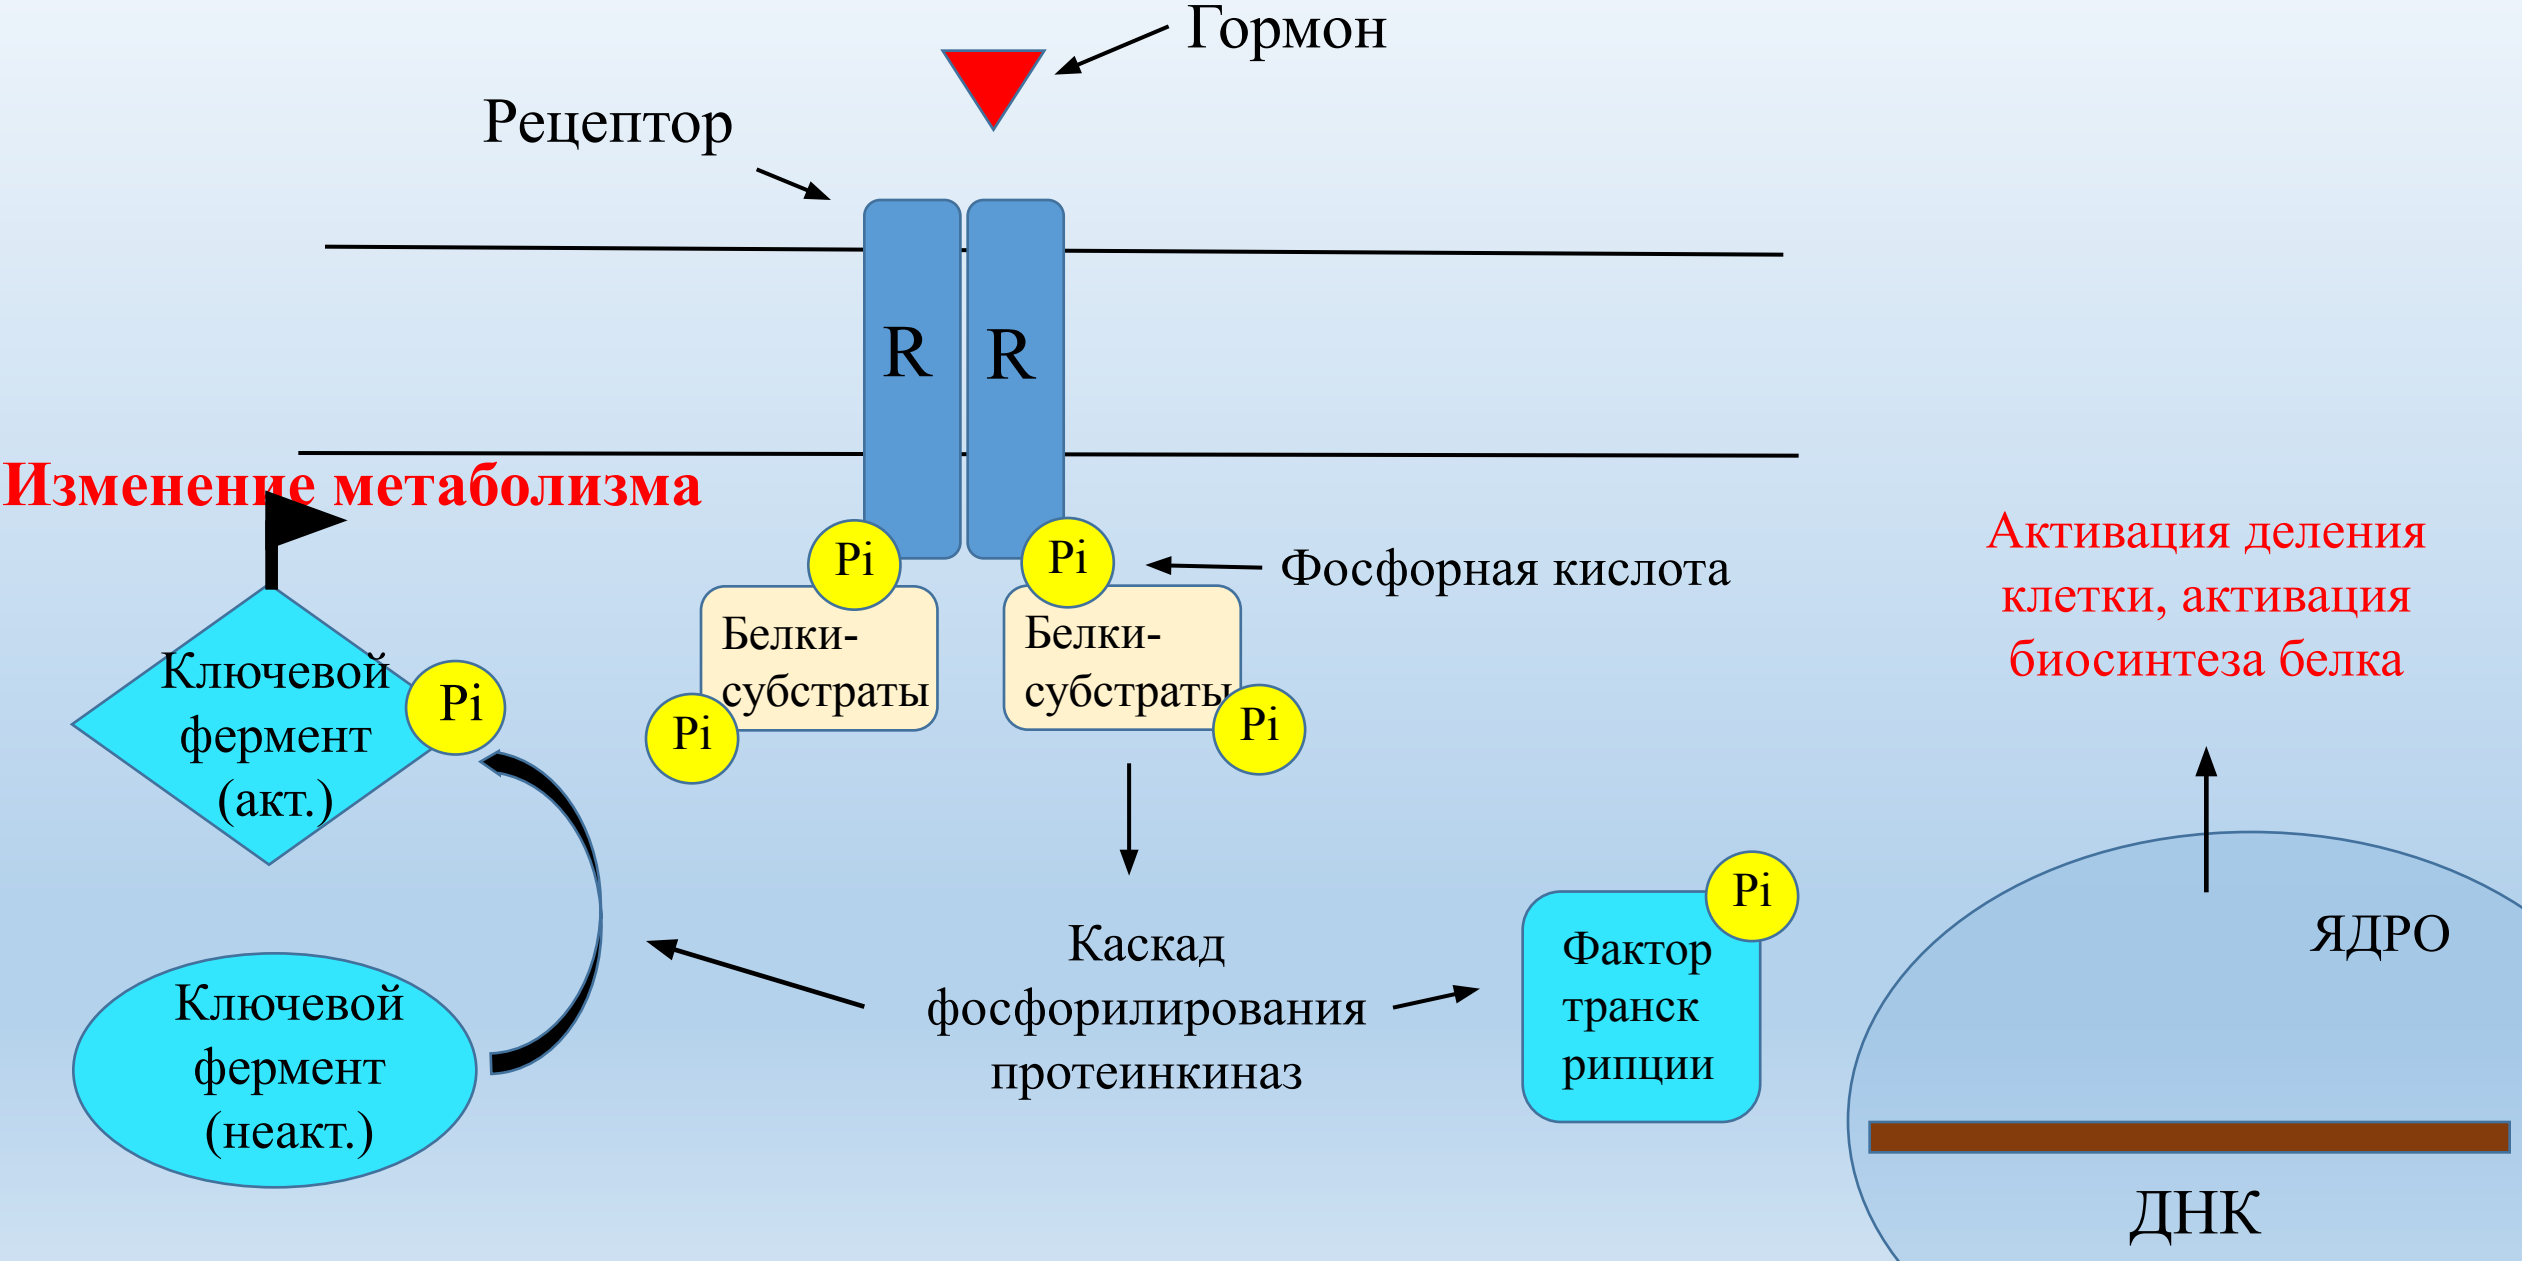 Гормон
Рецептор
R
R
Изменение метаболизма
Pi
Pi
Фосфорная кислота
Активация деления
клетки, активация
биосинтеза белка
Белки-
субстраты
Pi
Белки-
субстраты
Pi
Ключевой
фермент
(акт.)
Pi
Каскад
фосфорилирования
протеинкиназ
Pi
Фактор
транск
рипции
ЯДРО
Ключевой
фермент
(неакт.)
ДНК